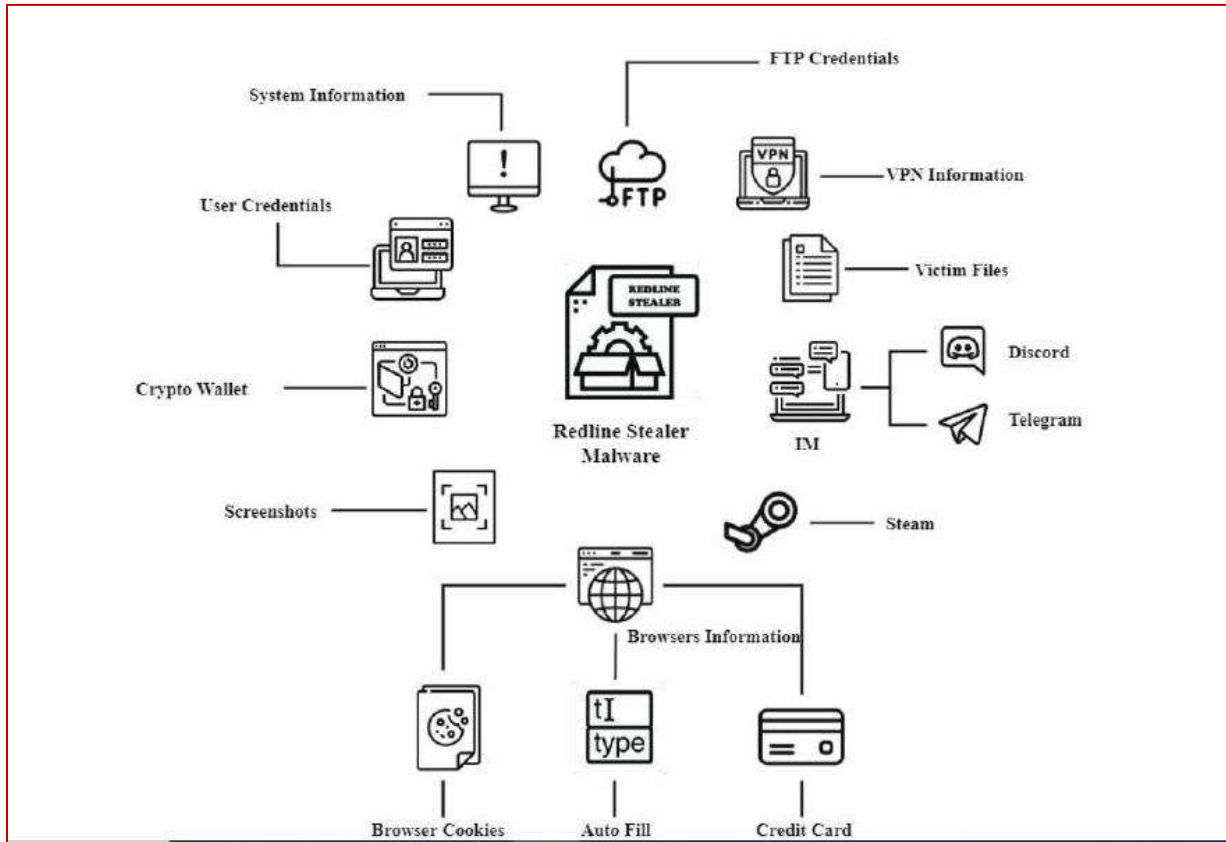 FTP Credentials
System Information
VPN
FTP
VPN Information
User Credentials
Victim Files
REDLINE
STEALER
Discord
Crypto Wallet
Telegram
Redline Stealer
Malware
IM
Screenshots
Steam
Browsers Information
tI
type
Browser Cookies
Auto Fill
Credit Card